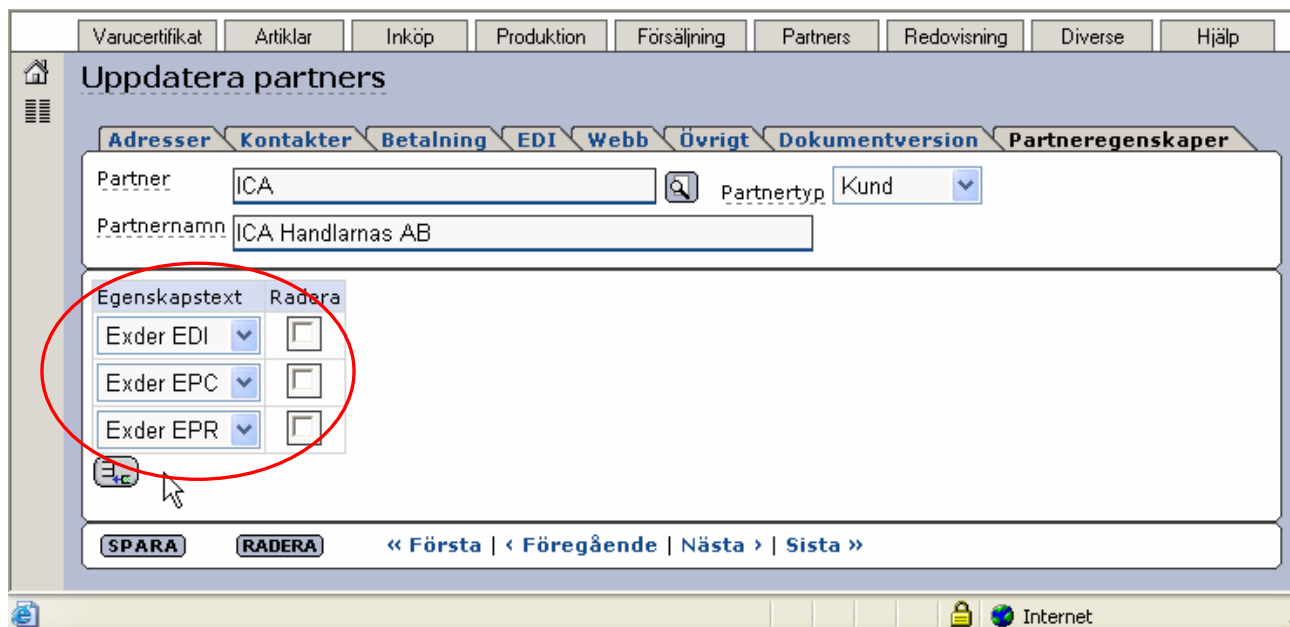 Varucertifikat Artiklar Inköp Produktion Försäljning Partners Redovisning Diverse Hjälp
Uppdatera partners
Adresser Kontakter Betalning EDI Webb Övrigt Dokumentversion Partneregenskaper
Partner ICA Partnertyp Kund
Partnernamn ICA Handlarnas AB
Egenskapstext Radera
Exder EDI
Exder EPC
Exder EPR
SPARA RADERA « Första | ‹ Föregående | Nästa › | Sista »
Internet